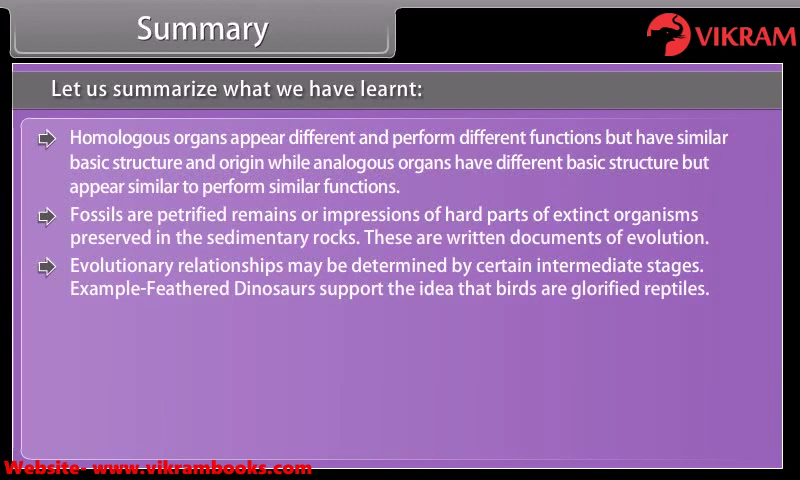 Summary
VIKRAM
Let us summarize what we have learnt:
Homologous organs appear different and perform different functions but have similar
basic structure and origin while analogous organs have different basic structure but
appear similar to perform similar functions.
Fossils are petrified remains or impressions of hard parts of extinct organisms
preserved in the sedimentary rocks. These are written documents of evolution.
Evolutionary relationships may be determined by certain intermediate stages.
Example-Feathered Dinosaurs support the idea that birds are glorified reptiles.
Website- www.vikrambooks.com